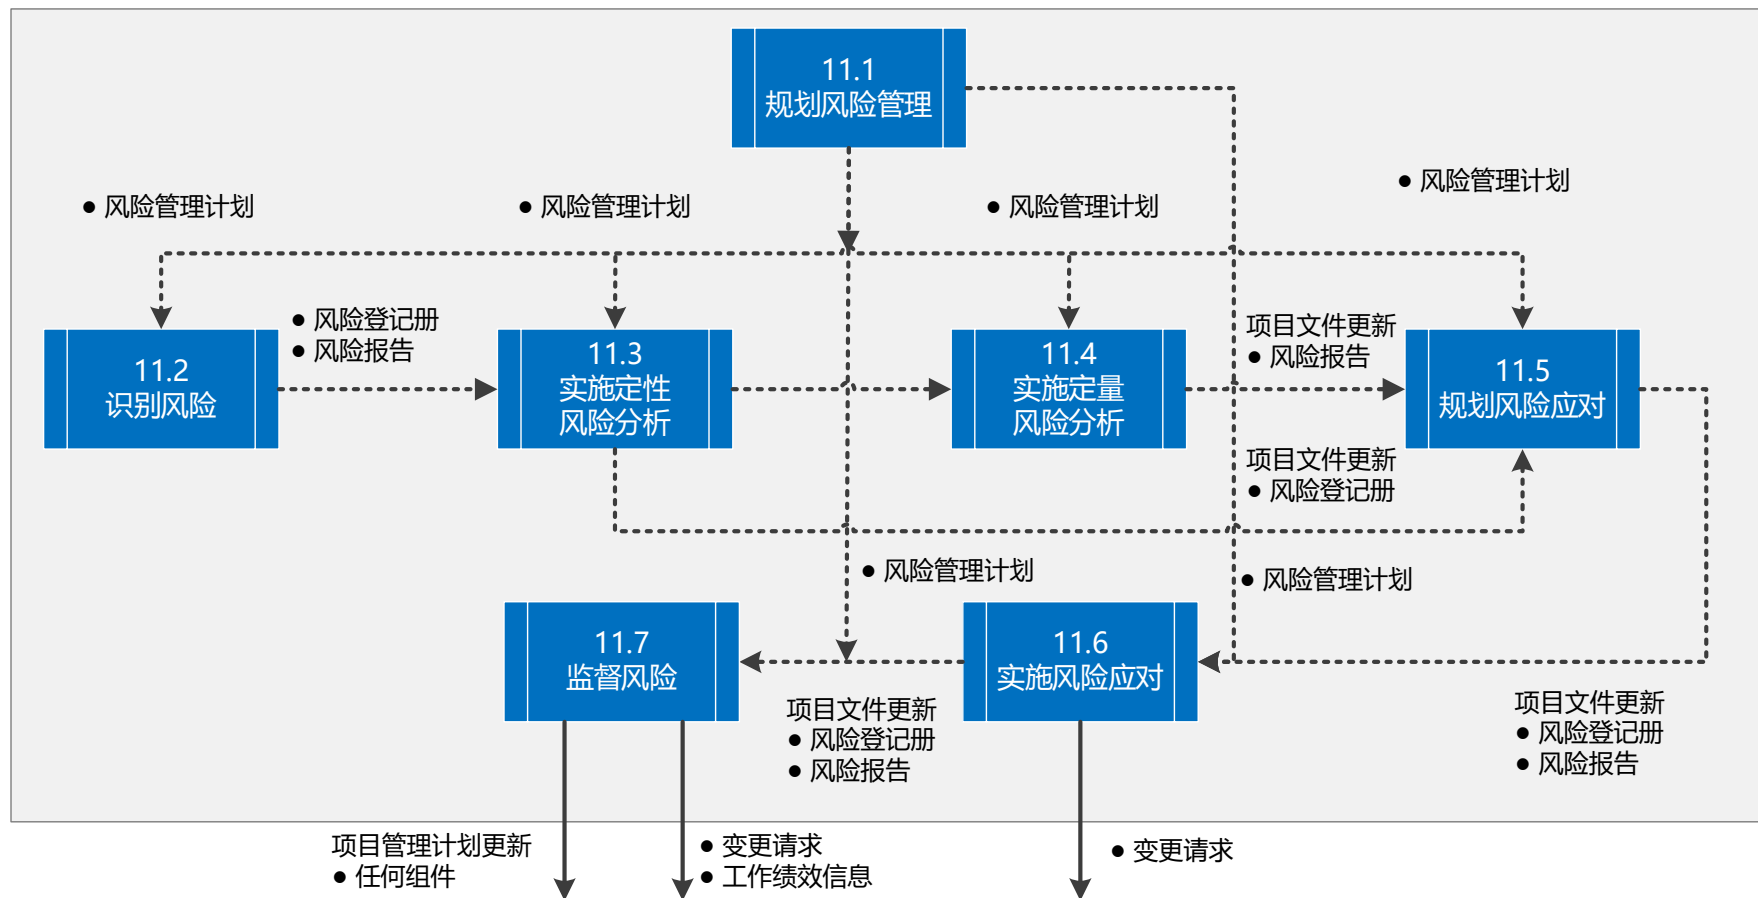 11.1
规划风险管理
● 风险管理计划
● 风险管理计划
● 风险管理计划
● 风险管理计划
11.2
识别风险
● 风险登记册
● 风险报告
11.3
实施定性
风险分析
11.4
实施定量
风险分析
项目文件更新
● 风险报告
11.5
规划风险应对
项目文件更新
● 风险登记册
● 风险管理计划
● 风险管理计划
11.7
监督风险
11.6
实施风险应对
项目文件更新
● 风险登记册
● 风险报告
项目文件更新
● 风险登记册
● 风险报告
项目管理计划更新
● 任何组件
● 变更请求
● 工作绩效信息
● 变更请求